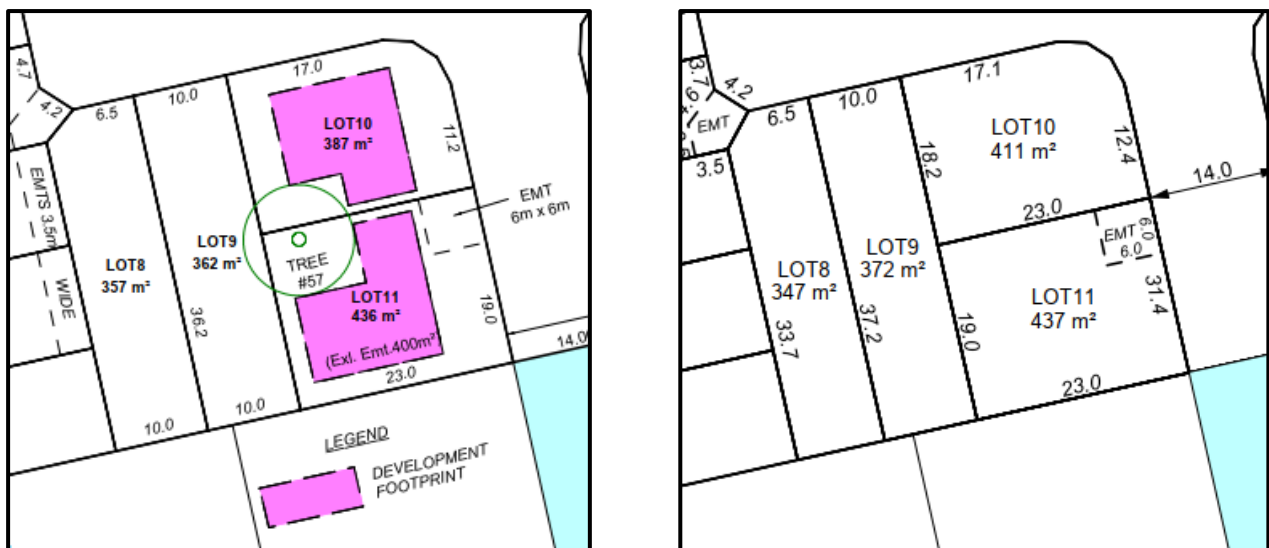 4.7
4.2
6.5
10.0
17.0
LOT10
387 m²
11.2
EMT
6m x 6m
EMTS 3.5m
WIDE
LOT9
362 m²
LOT8
357 m²
TREE
#57
36.2
LOT11
436 m²
(Exl. Emt.400m²)
19.0
14.0
23.0
10.0
10.0
LEGEND
DEVELOPMENT
FOOTPRINT
3.7
4.2
4.6
EMT
3.5
6.5
10.0
17.1
LOT10
411 m²
18.2
12.4
14.0
23.0
EMT
6.0
6.0
LOT9
372 m²
LOT8
347 m²
LOT11
437 m²
31.4
33.7
37.2
19.0
23.0